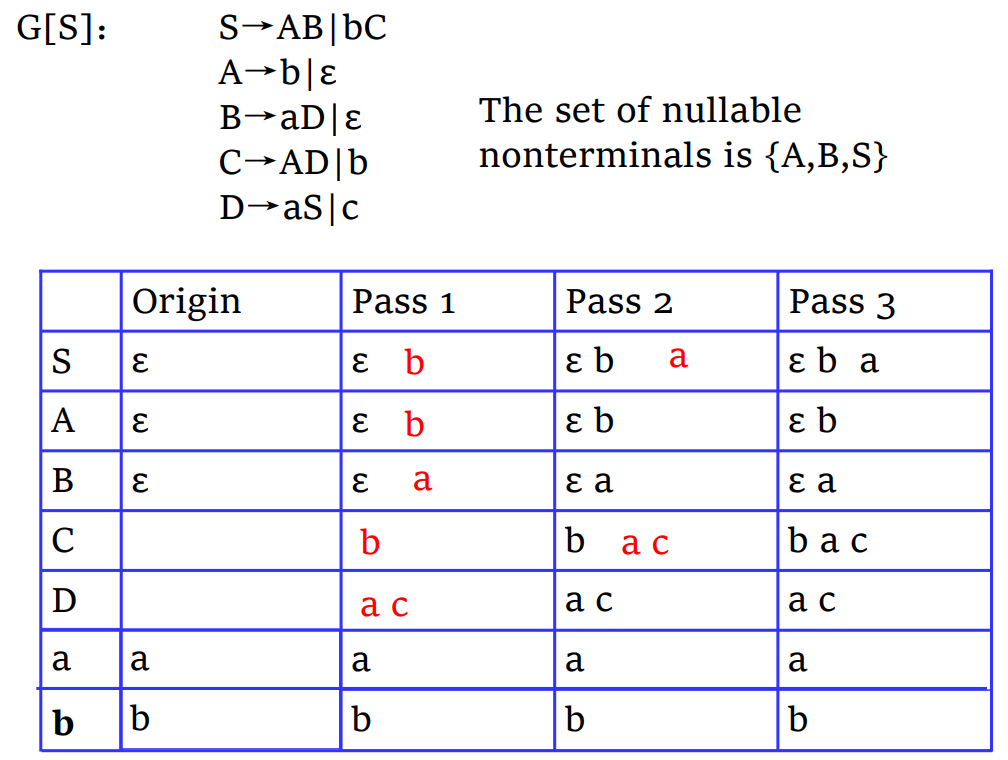 G[S]: S→AB|bC
A→b|ε
B→aD|ε
C→AD|b
D→aS|c
The set of nullable
nonterminals is {A,B,S}
Origin Pass 1 Pass 2 Pass 3
S ε ε b ε b a ε b a
A ε ε b ε b ε b
B ε ε a ε a ε a
C b b a c b a c
D a c a c a c
a a a a a
b b b b b